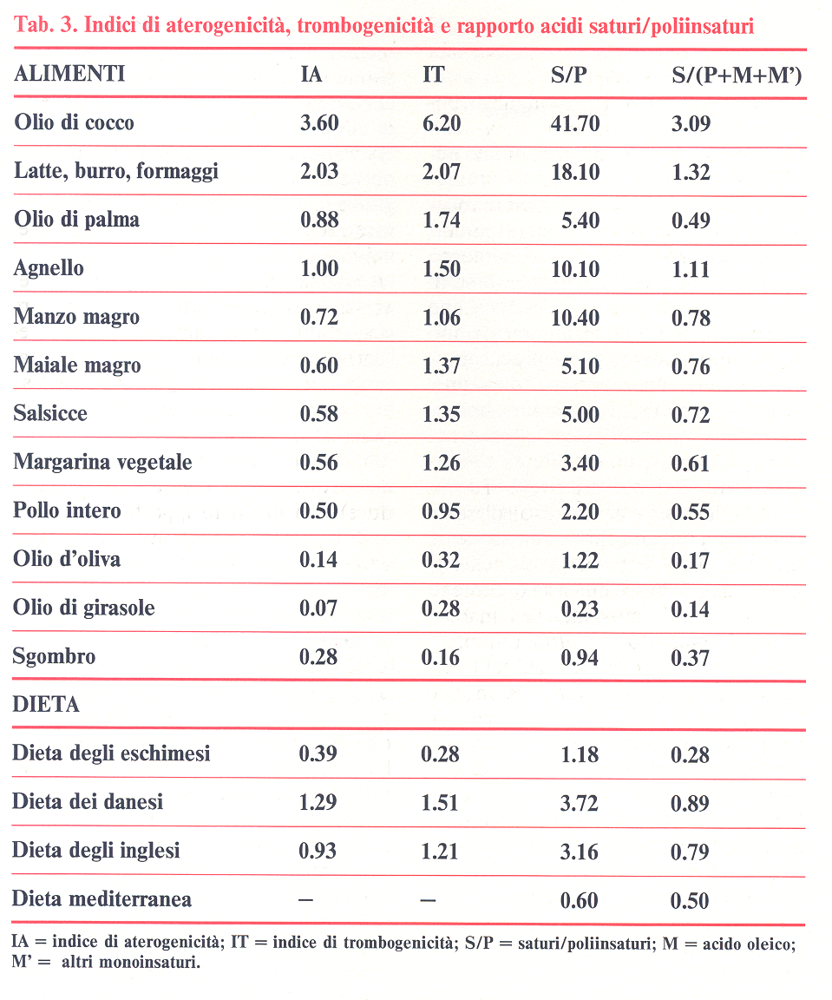 Tab. 3. Indici di aterogenicità, trombogenicità e rapporto acidi saturi/poliinsaturi
ALIMENTI IA IT S/P S/(P+M+M’)
Olio di cocco 3.60 6.20 41.70 3.09
Latte, burro, formaggi 2.03 2.07 18.10 1.32
Olio di palma 0.88 1.74 5.40 0.49
Agnello 1.00 1.50 10.10 1.11
Manzo magro 0.72 1.06 10.40 0.78
Maiale magro 0.60 1.37 5.10 0.76
Salsicce 0.58 1.35 5.00 0.72
Margarina vegetale 0.56 1.26 3.40 0.61
Pollo intero 0.50 0.95 2.20 0.55
Olio d’oliva 0.14 0.32 1.22 0.17
Olio di girasole 0.07 0.28 0.23 0.14
Sgombro 0.28 0.16 0.94 0.37
DIETA
Dieta degli eschimesi 0.39 0.28 1.18 0.28
Dieta dei danesi 1.29 1.51 3.72 0.89
Dieta degli inglesi 0.93 1.21 3.16 0.79
Dieta mediterranea — — 0.60 0.50
IA = indice di aterogenicità; IT = indice di trombogenicità; S/P = saturi/poliinsaturi; M = acido oleico;
M’ = altri monoinsaturi.